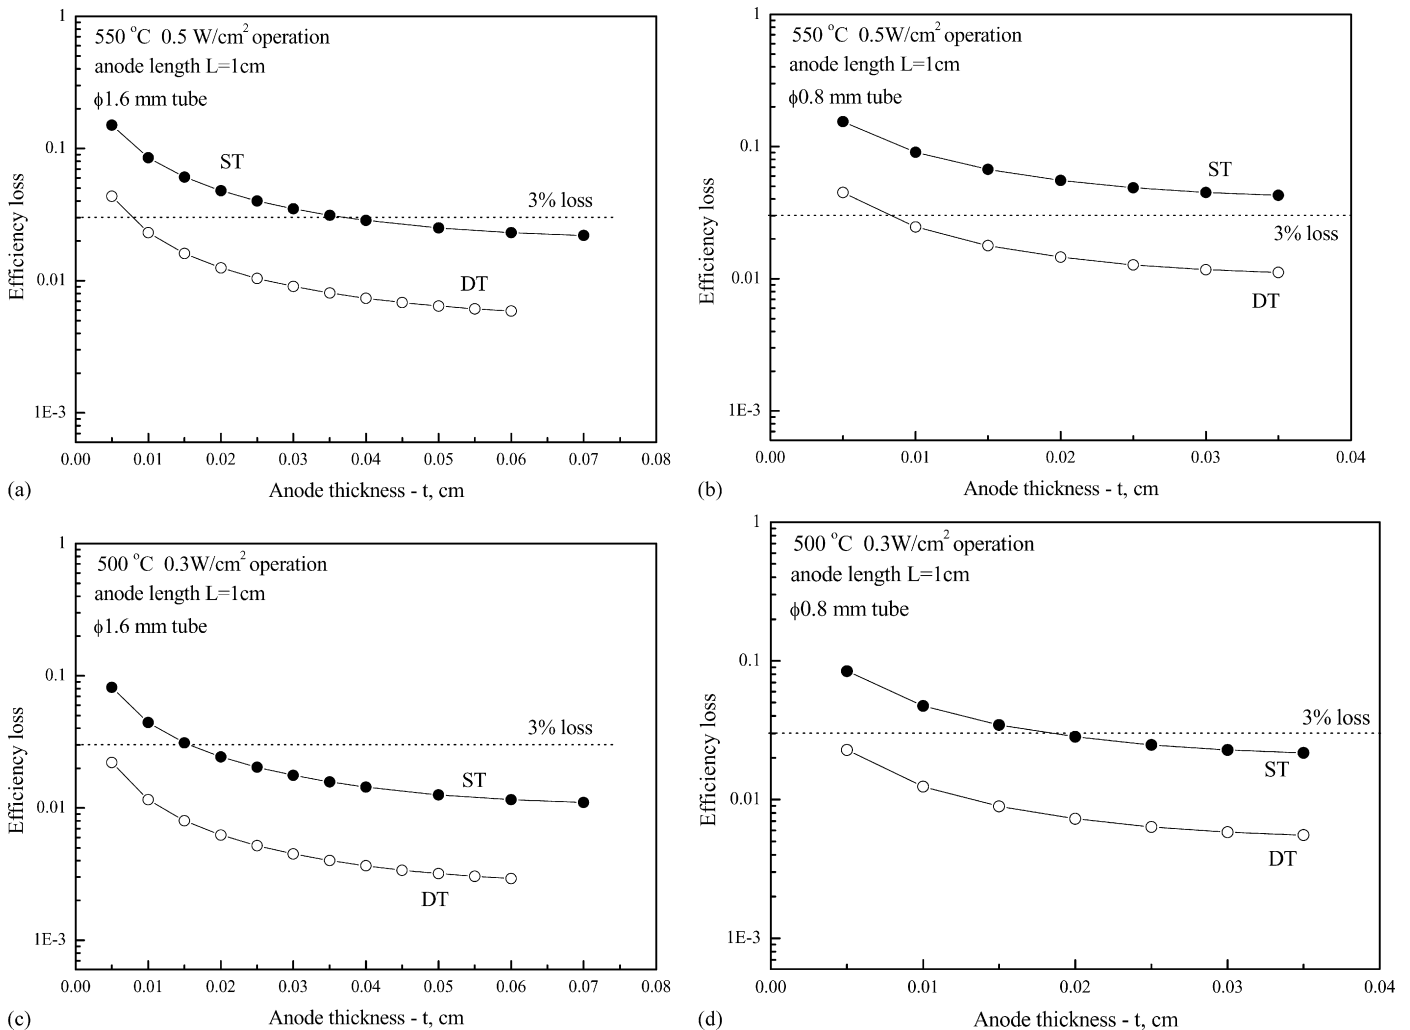 1
0.1
0.01
1E-3
Efficiency loss
550 °C 0.5 W/cm² operation
anode length L=1cm
ϕ1.6 mm tube
ST
3% loss
DT
0.00 0.01 0.02 0.03 0.04 0.05 0.06 0.07 0.08
(a) Anode thickness - t, cm
1
0.1
0.01
1E-3
Efficiency loss
550 °C 0.5W/cm² operation
anode length L=1cm
ϕ0.8 mm tube
ST
3% loss
DT
0.00 0.01 0.02 0.03 0.04
(b) Anode thickness - t, cm
1
0.1
0.01
1E-3
Efficiency loss
500 °C 0.3W/cm² operation
anode length L=1cm
ϕ1.6 mm tube
3% loss
ST
DT
0.00 0.01 0.02 0.03 0.04 0.05 0.06 0.07 0.08
(c) Anode thickness - t, cm
1
0.1
0.01
1E-3
Efficiency loss
500 °C 0.3W/cm² operation
anode length L=1cm
ϕ0.8 mm tube
3% loss
ST
DT
0.00 0.01 0.02 0.03 0.04
(d) Anode thickness - t, cm